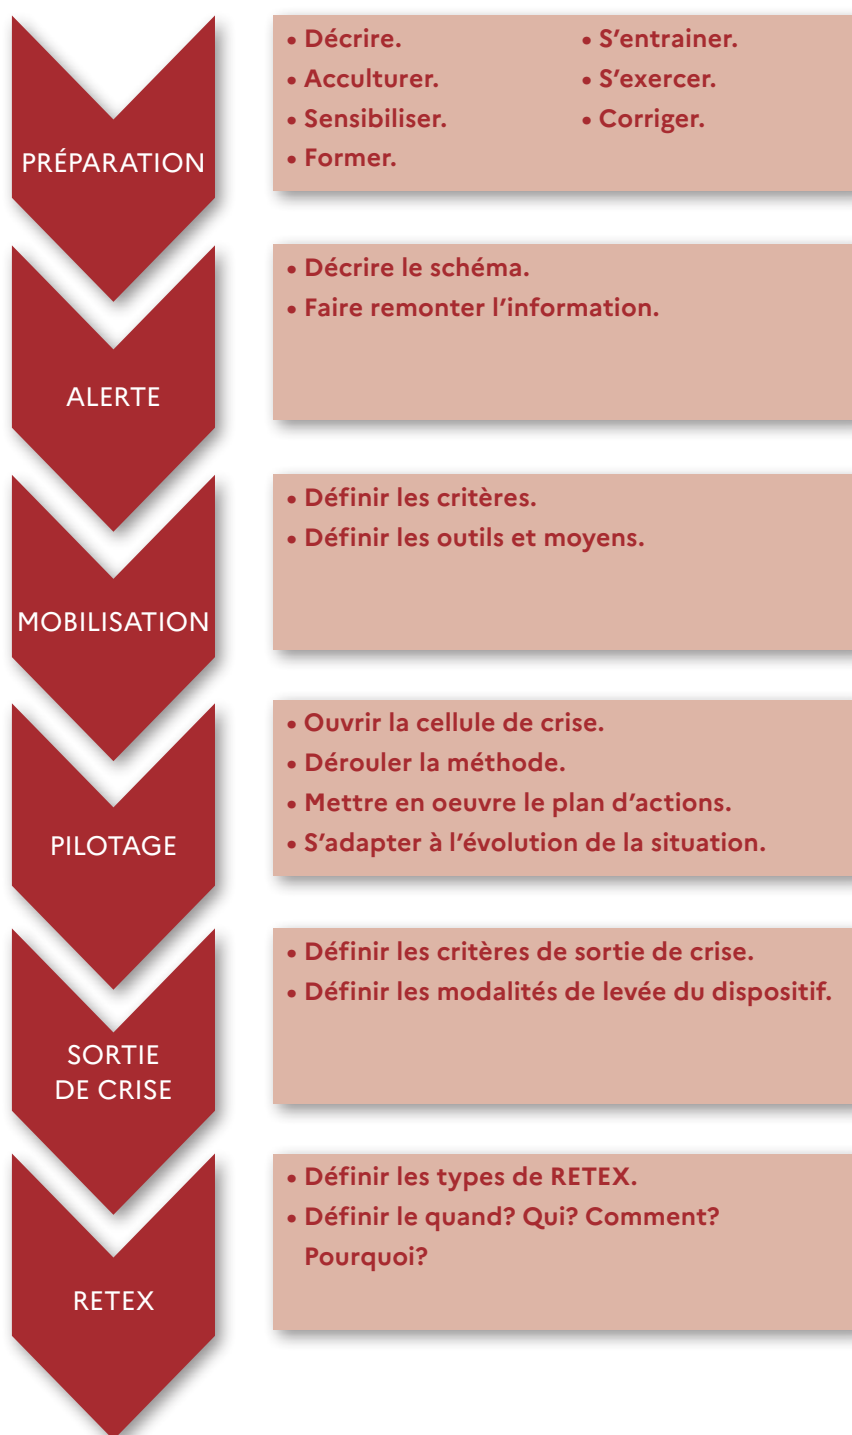 PRÉPARATION
• Décrire.
• Acculturer.
• Sensibiliser.
• Former.
• S’entrainer.
• S’exercer.
• Corriger.
ALERTE
• Décrire le schéma.
• Faire remonter l’information.
MOBILISATION
• Définir les critères.
• Définir les outils et moyens.
PILOTAGE
• Ouvrir la cellule de crise.
• Dérouler la méthode.
• Mettre en oeuvre le plan d’actions.
• S’adapter à l’évolution de la situation.
SORTIE
DE CRISE
• Définir les critères de sortie de crise.
• Définir les modalités de levée du dispositif.
RETEX
• Définir les types de RETEX.
• Définir le quand? Qui? Comment?
Pourquoi?